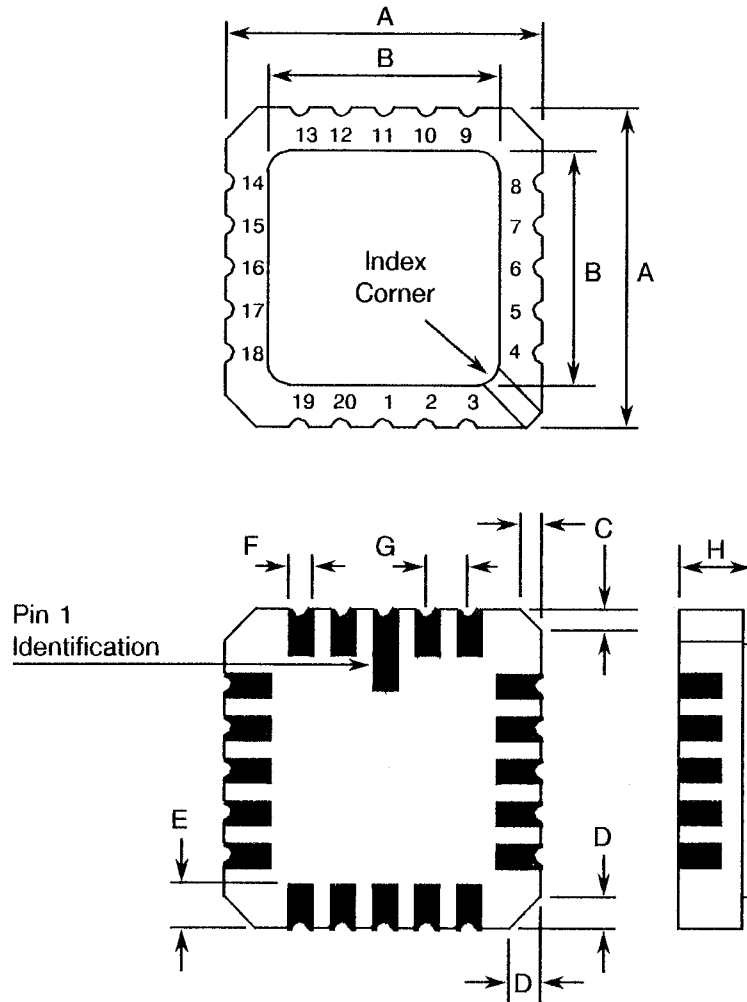 A
B
13 12 11 10 9
14 8
15 7
16 6
17 5
18 4
Index
Corner
B A
19 20 1 2 3
C
F G H
Pin 1
Identification
E D
D